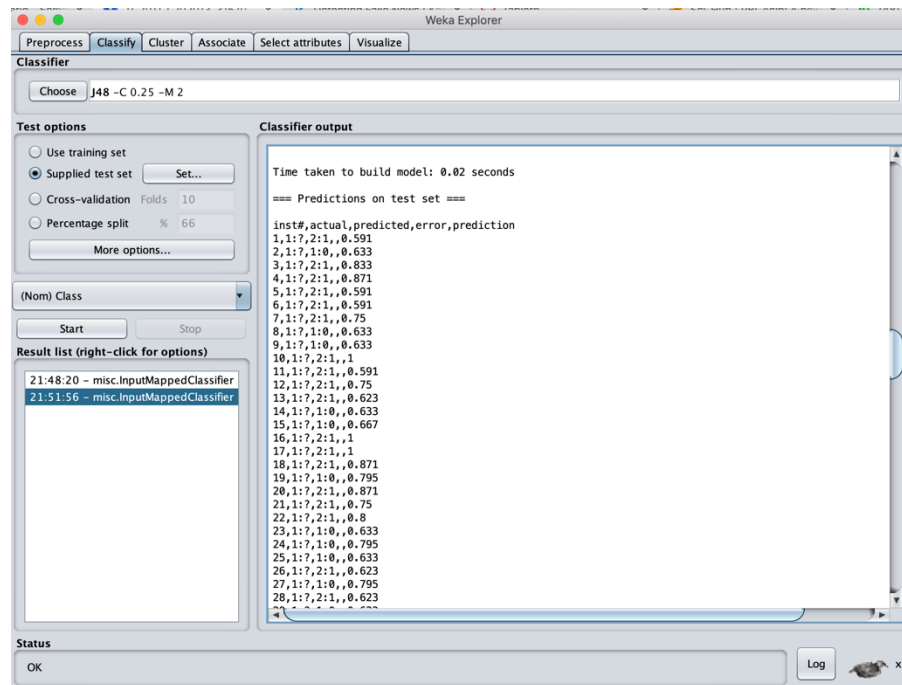 Weka Explorer
Preprocess Classify Cluster Associate Select attributes Visualize
Classifier
Choose J48 -C 0.25 -M 2
Test options
Use training set
Supplied test set Set...
Cross-validation Folds 10
Percentage split % 66
More options...
(Nom) Class
Start Stop
Result list (right-click for options)
21:48:20 - misc.InputMappedClassifier
21:51:56 - misc.InputMappedClassifier
Classifier output
Time taken to build model: 0.02 seconds
=== Predictions on test set ===
inst#,actual,predicted,error,prediction
1,1:?,2:1,,0.591
2,1:?,1:0,,0.633
3,1:?,2:1,,0.833
4,1:?,2:1,,0.871
5,1:?,2:1,,0.591
6,1:?,2:1,,0.591
7,1:?,2:1,,0.75
8,1:?,1:0,,0.633
9,1:?,1:0,,0.633
10,1:?,2:1,,1
11,1:?,2:1,,0.591
12,1:?,2:1,,0.75
13,1:?,2:1,,0.623
14,1:?,1:0,,0.633
15,1:?,1:0,,0.667
16,1:?,2:1,,1
17,1:?,2:1,,1
18,1:?,2:1,,0.871
19,1:?,1:0,,0.795
20,1:?,2:1,,0.871
21,1:?,2:1,,0.75
22,1:?,2:1,,0.8
23,1:?,1:0,,0.633
24,1:?,1:0,,0.795
25,1:?,1:0,,0.633
26,1:?,2:1,,0.623
27,1:?,1:0,,0.795
28,1:?,2:1,,0.623
Status
OK
Log
x